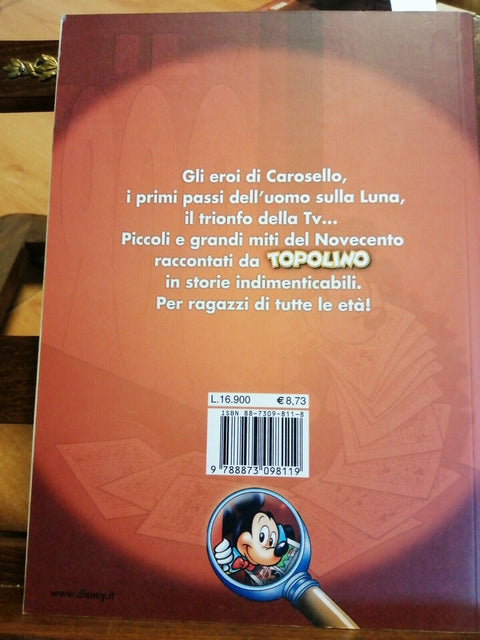 Gli eroi di Carosello,
i primi passi dell'uomo sulla Luna,
il trionfo della Tv...
Piccoli e grandi miti del Novecento
raccontati da TOPOLINO
in storie indimenticabili.
Per ragazzi di tutte le età!
L.16.900 € 8,73
ISBN 88-7309-811-8
9 788873 098119
www.disney.it